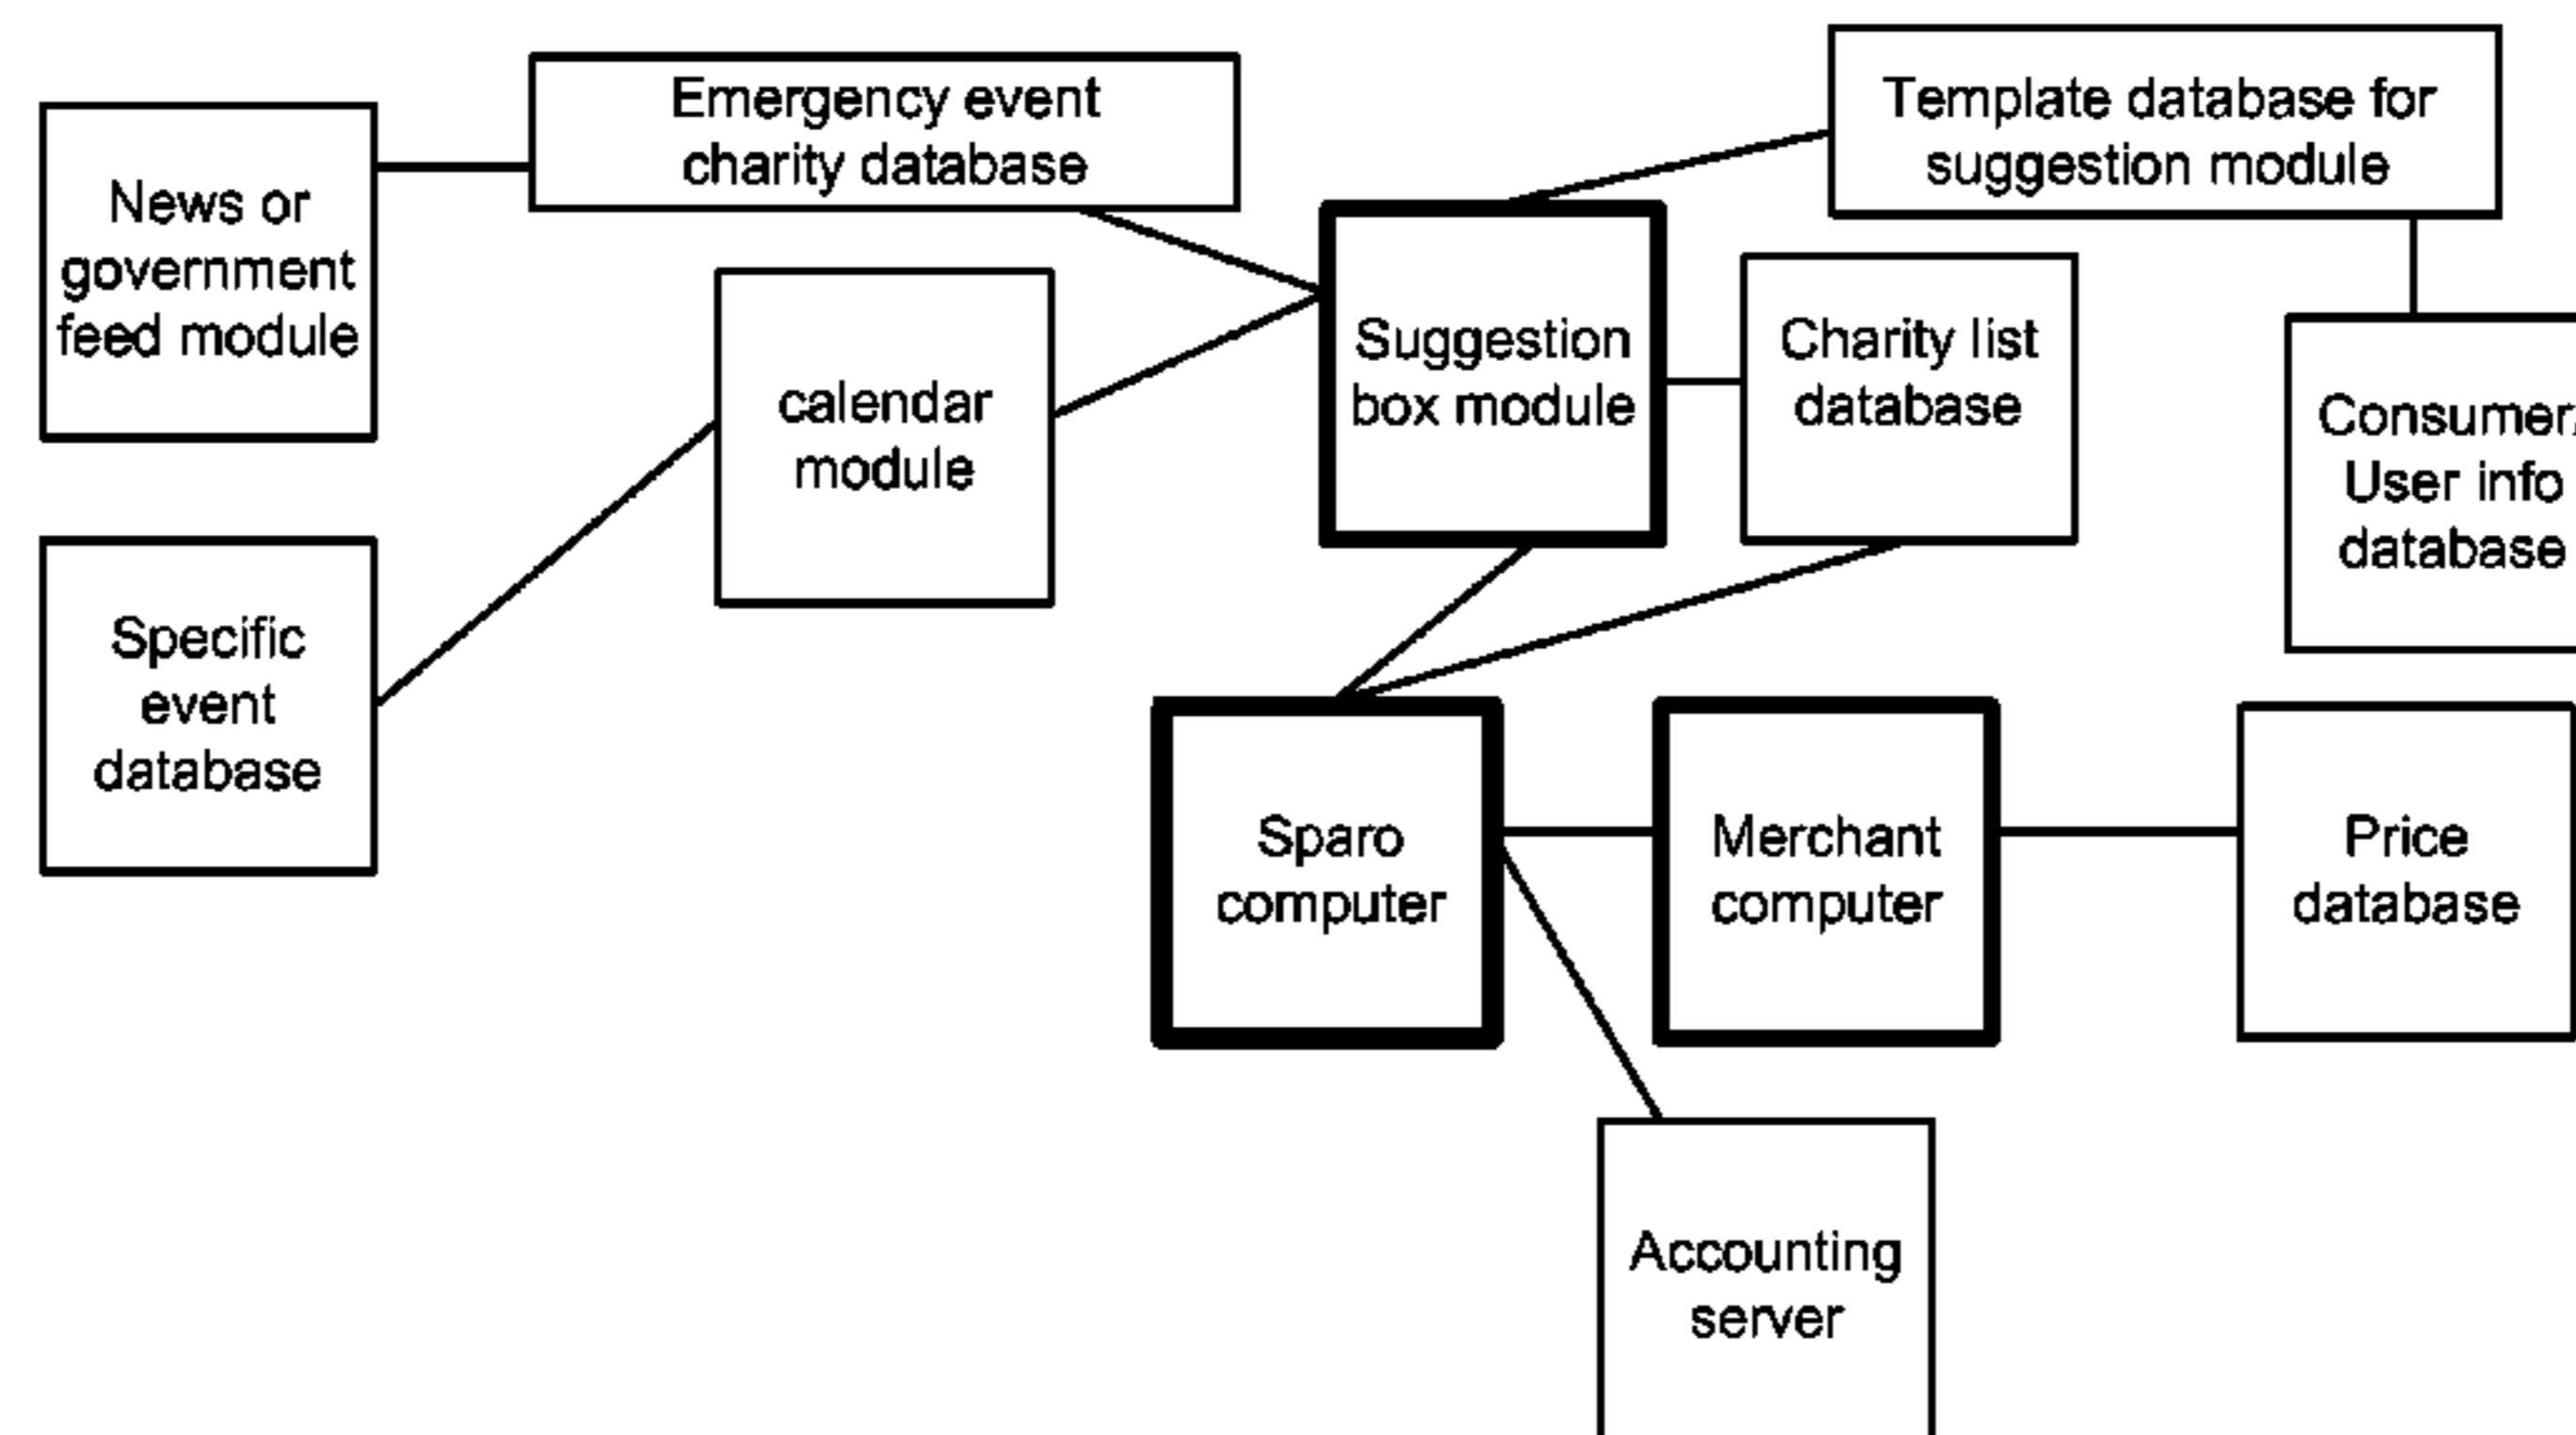 Emergency event
charity database
Template database for
suggestion module
News or
government
feed module
calendar
module
Suggestion
box module
Charity list
database
Consumer
User info
database
Specific
event
database
Sparo
computer
Merchant
computer
Price
database
Accounting
server